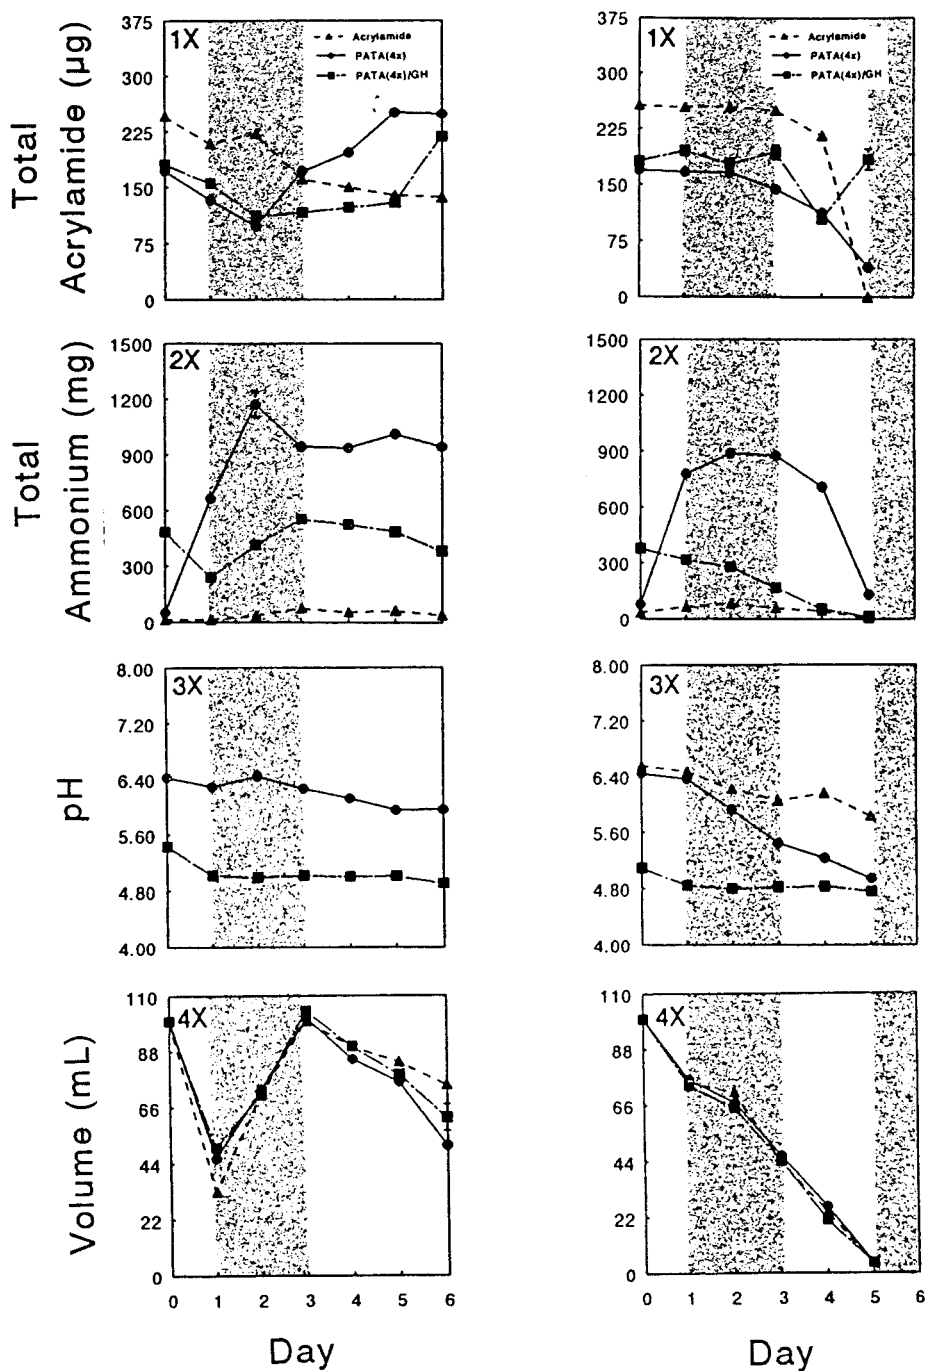 Total
Acrylamide (µg)
375
300
225
150
75
0
1X
Acrylamide
PATA(4x)
PATA(4x)/GH
375
300
225
150
75
0
1X
Acrylamide
PATA(4x)
PATA(4x)/GH
Total
Ammonium (mg)
1500
1200
900
600
300
0
2X
1500
1200
900
600
300
0
2X
pH
8.00
7.20
6.40
5.60
4.80
4.00
3X
8.00
7.20
6.40
5.60
4.80
4.00
3X
Volume (mL)
110
88
66
44
22
0
4X
0 1 2 3 4 5 6
Day
110
88
66
44
22
0
4X
0 1 2 3 4 5 6
Day